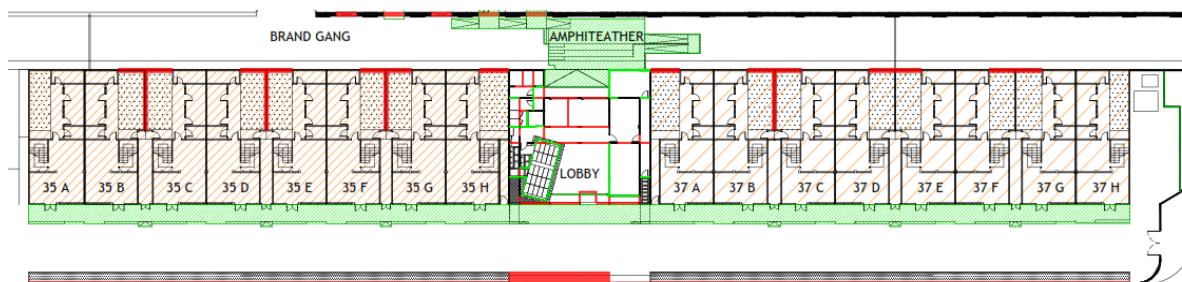 BRAND GANG
AMPHITEATHER
LOBBY
35 A
35 B
35 C
35 D
35 E
35 F
35 G
35 H
37 A
37 B
37 C
37 D
37 E
37 F
37 G
37 H